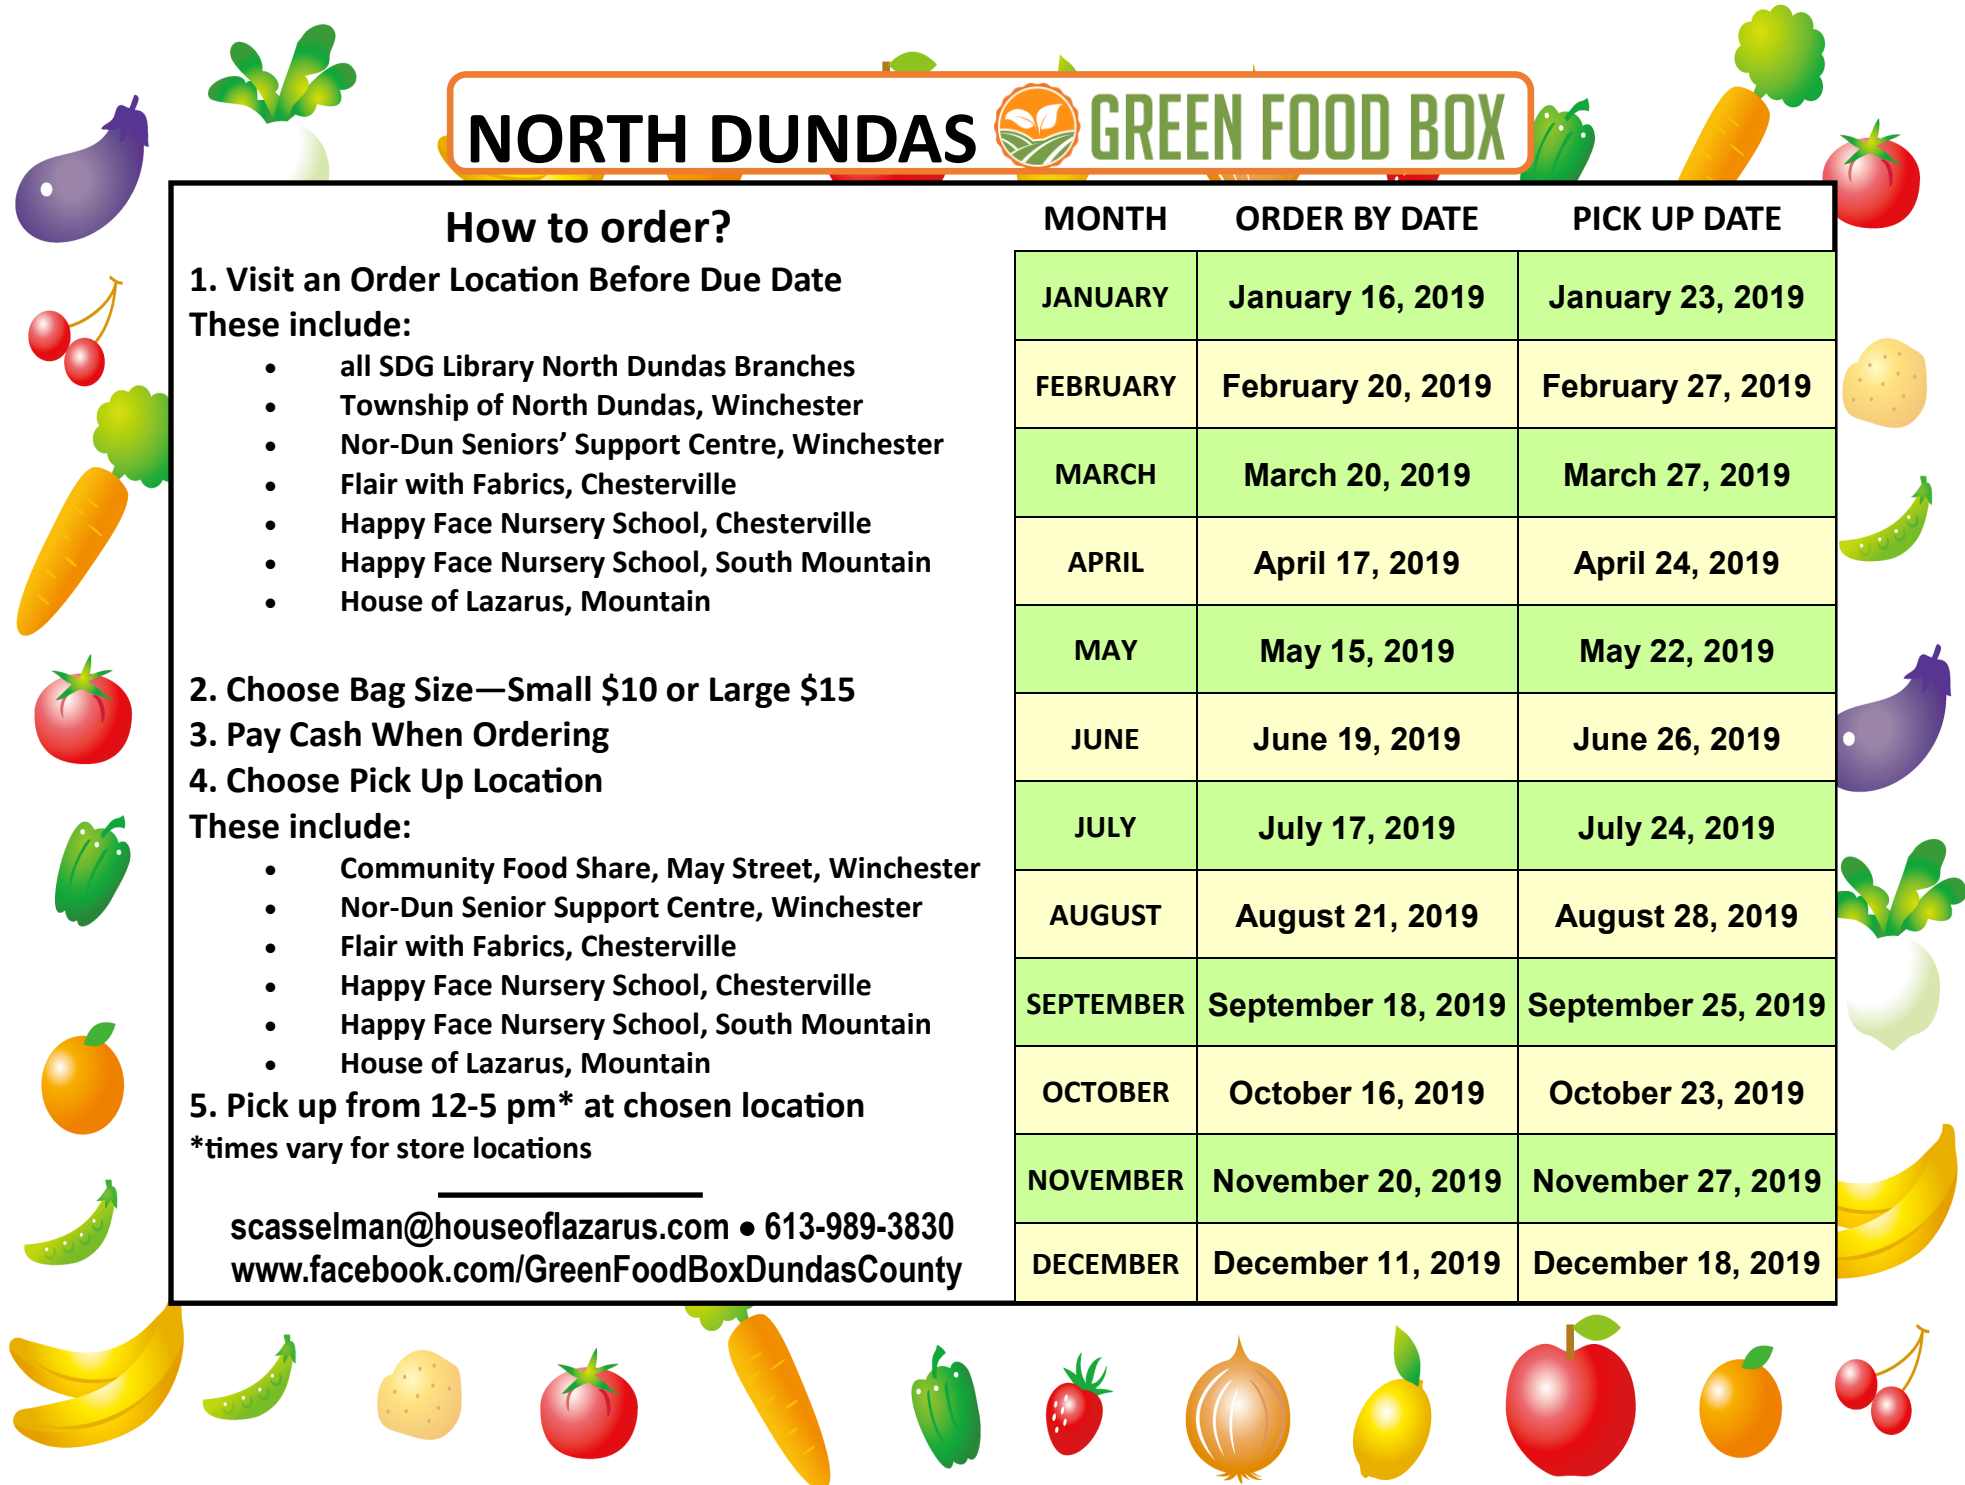 NORTH DUNDAS GREEN FOOD BOX
How to order?
1. Visit an Order Location Before Due Date
These include:
• all SDG Library North Dundas Branches
• Township of North Dundas, Winchester
• Nor-Dun Seniors’ Support Centre, Winchester
• Flair with Fabrics, Chesterville
• Happy Face Nursery School, Chesterville
• Happy Face Nursery School, South Mountain
• House of Lazarus, Mountain
2. Choose Bag Size—Small $10 or Large $15
3. Pay Cash When Ordering
4. Choose Pick Up Location
These include:
• Community Food Share, May Street, Winchester
• Nor-Dun Senior Support Centre, Winchester
• Flair with Fabrics, Chesterville
• Happy Face Nursery School, Chesterville
• Happy Face Nursery School, South Mountain
• House of Lazarus, Mountain
5. Pick up from 12-5 pm* at chosen location
*times vary for store locations
scasselman@houseoflazarus.com ● 613-989-3830
www.facebook.com/GreenFoodBoxDundasCounty
MONTH ORDER BY DATE PICK UP DATE
JANUARY January 16, 2019 January 23, 2019
FEBRUARY February 20, 2019 February 27, 2019
MARCH March 20, 2019 March 27, 2019
APRIL April 17, 2019 April 24, 2019
MAY May 15, 2019 May 22, 2019
JUNE June 19, 2019 June 26, 2019
JULY July 17, 2019 July 24, 2019
AUGUST August 21, 2019 August 28, 2019
SEPTEMBER September 18, 2019 September 25, 2019
OCTOBER October 16, 2019 October 23, 2019
NOVEMBER November 20, 2019 November 27, 2019
DECEMBER December 11, 2019 December 18, 2019